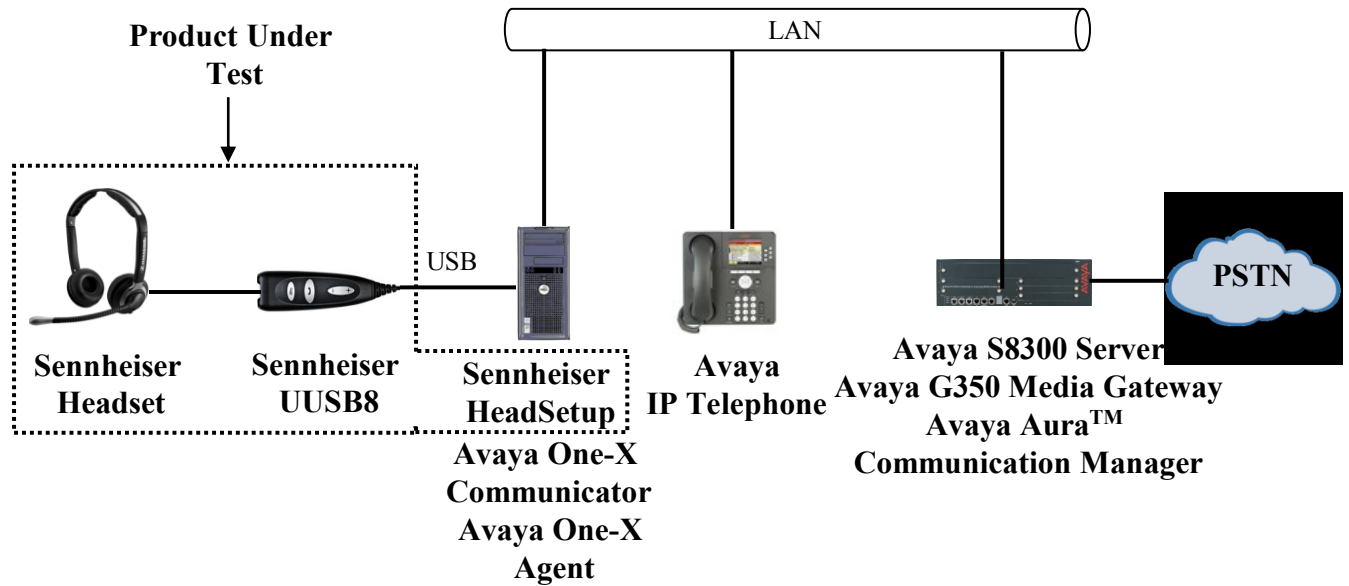 Product Under
Test
LAN
USB
AVAYA
PSTN
Sennheiser
Headset
Sennheiser
UUSB8
Sennheiser
HeadSetup
Avaya One-X
Communicator
Avaya One-X
Agent
Avaya
IP Telephone
Avaya S8300 Server
Avaya G350 Media Gateway
Avaya Aura™
Communication Manager